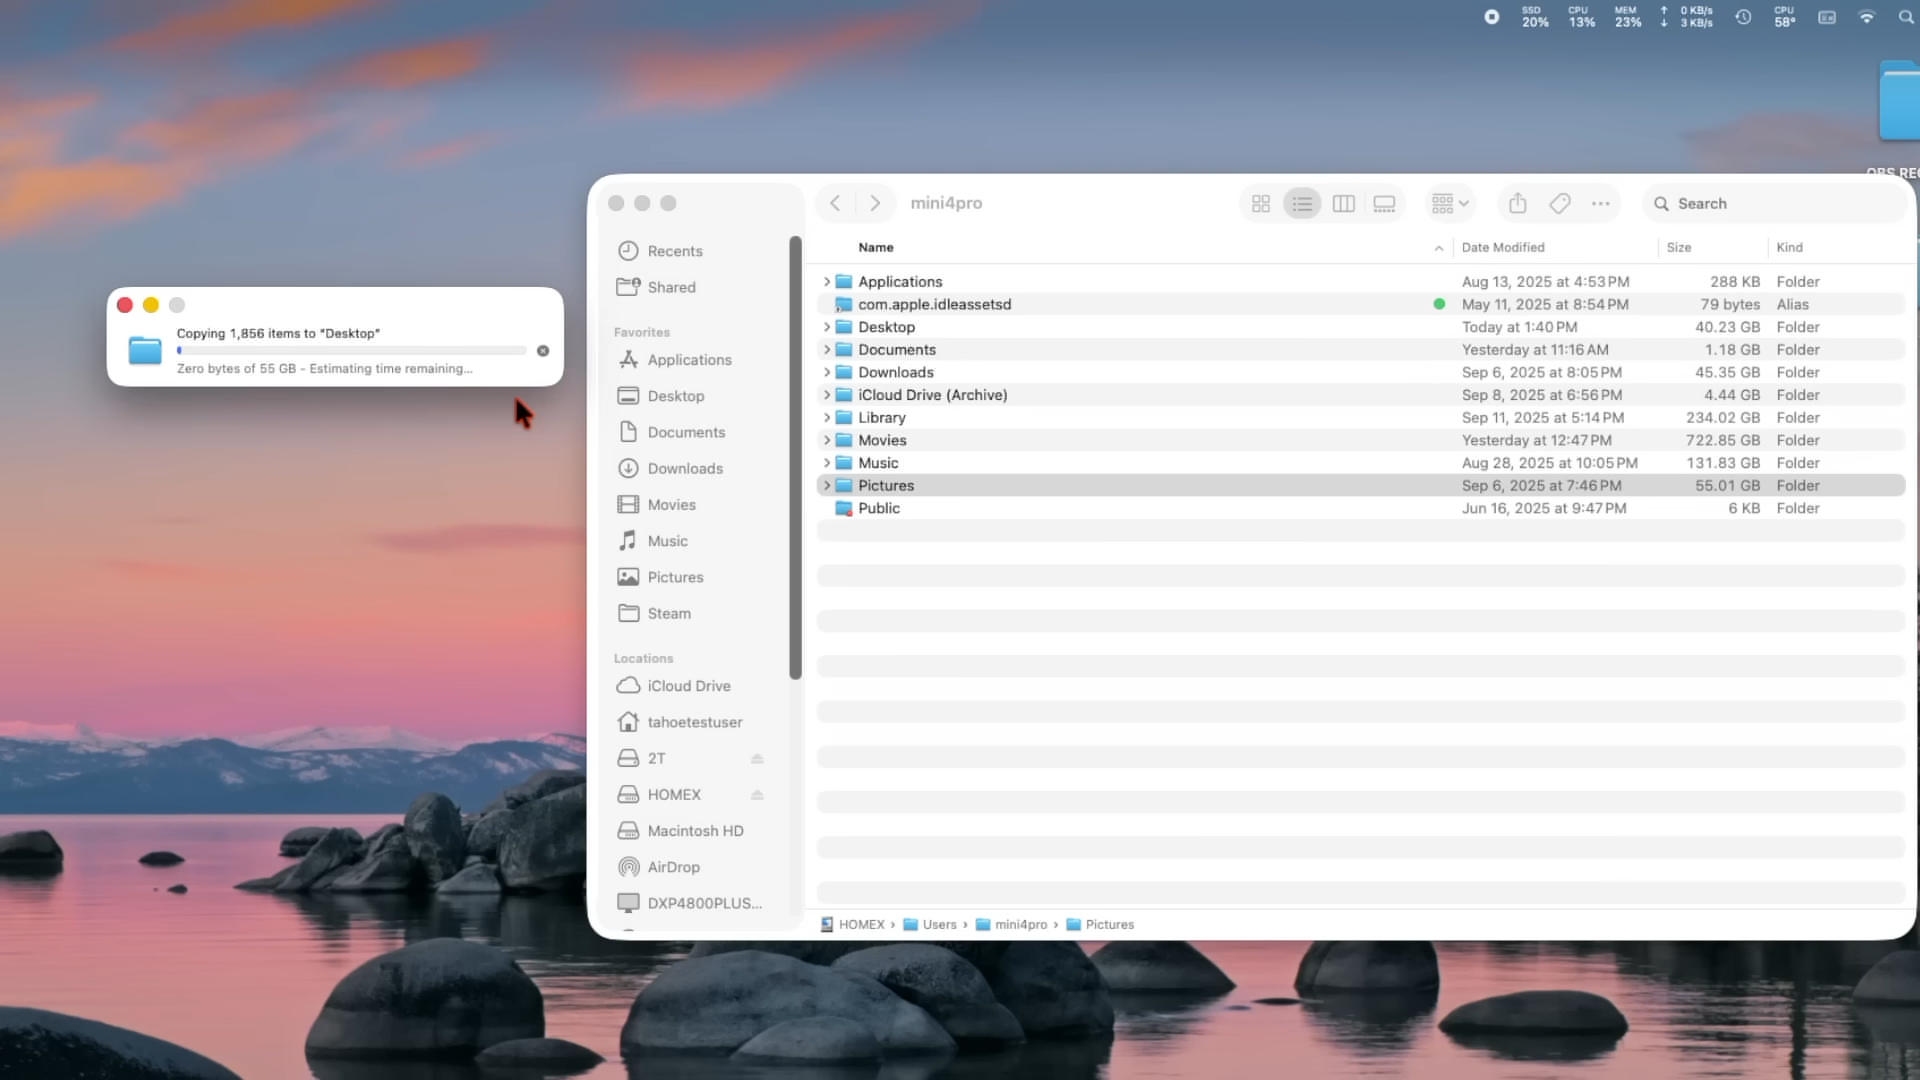 SSD CPU MEM ↑ 0 KB/s CPU
20% 13% 23% ↓ 3 KB/s 58°
mini4pro
Search
Copying 1,856 items to “Desktop”
Zero bytes of 55 GB - Estimating time remaining...
Recents
Shared
Favorites
Applications
Desktop
Documents
Downloads
Movies
Music
Pictures
Steam
Locations
iCloud Drive
tahoetestuser
2T
HOMEX
Macintosh HD
AirDrop
DXP4800PLUS...
Name Date Modified Size Kind
Applications Aug 13, 2025 at 4:53 PM 288 KB Folder
com.apple.idleassetsd May 11, 2025 at 8:54 PM 79 bytes Alias
Desktop Today at 1:40 PM 40.23 GB Folder
Documents Yesterday at 11:16 AM 1.18 GB Folder
Downloads Sep 6, 2025 at 8:05 PM 45.35 GB Folder
iCloud Drive (Archive) Sep 8, 2025 at 6:56 PM 4.44 GB Folder
Library Sep 11, 2025 at 5:14 PM 234.02 GB Folder
Movies Yesterday at 12:47 PM 722.85 GB Folder
Music Aug 28, 2025 at 10:05 PM 131.83 GB Folder
Pictures Sep 6, 2025 at 7:46 PM 55.01 GB Folder
Public Jun 16, 2025 at 9:47 PM 6 KB Folder
HOMEX › Users › mini4pro › Pictures